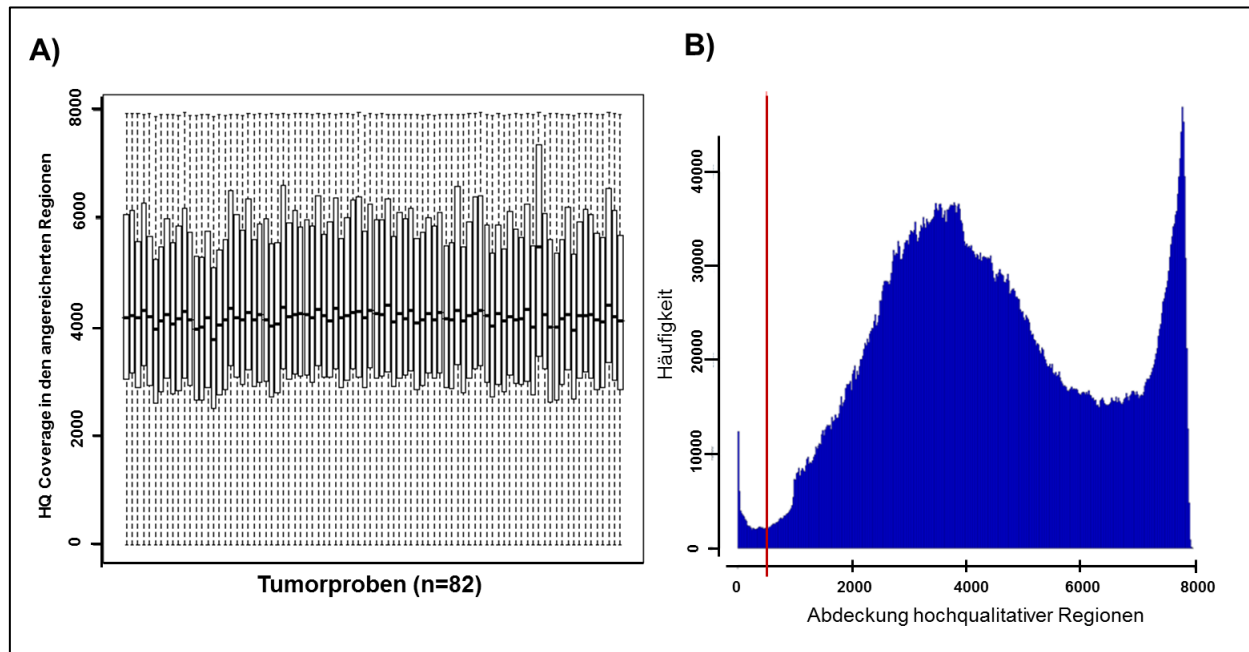 A)
HQ Coverage in den angereicherten Regionen
8000
6000
4000
2000
0
Tumorproben (n=82)
B)
Häufigkeit
40000
30000
20000
10000
0
0 2000 4000 6000 8000
Abdeckung hochqualitativer Regionen